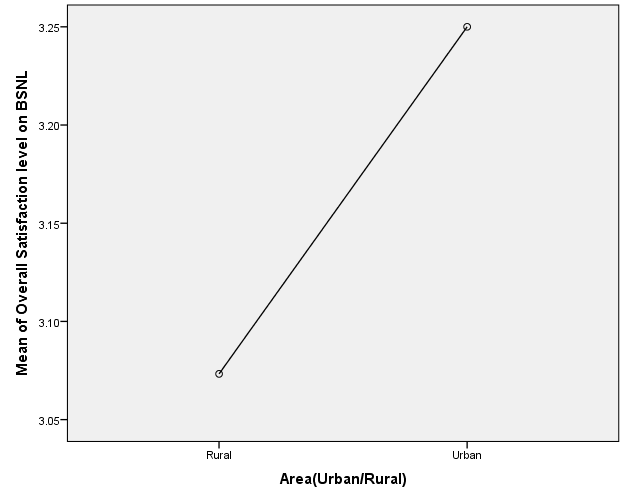 Mean of Overall Satisfaction level on BSNL
3.25
3.20
3.15
3.10
3.05
Rural
Urban
Area(Urban/Rural)